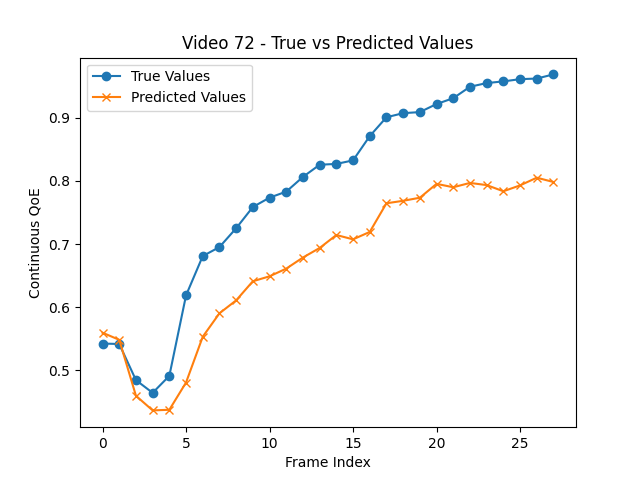 Video 72 - True vs Predicted Values
True Values
Predicted Values
Continuous QoE
0.9
0.8
0.7
0.6
0.5
0
5
10
15
20
25
Frame Index